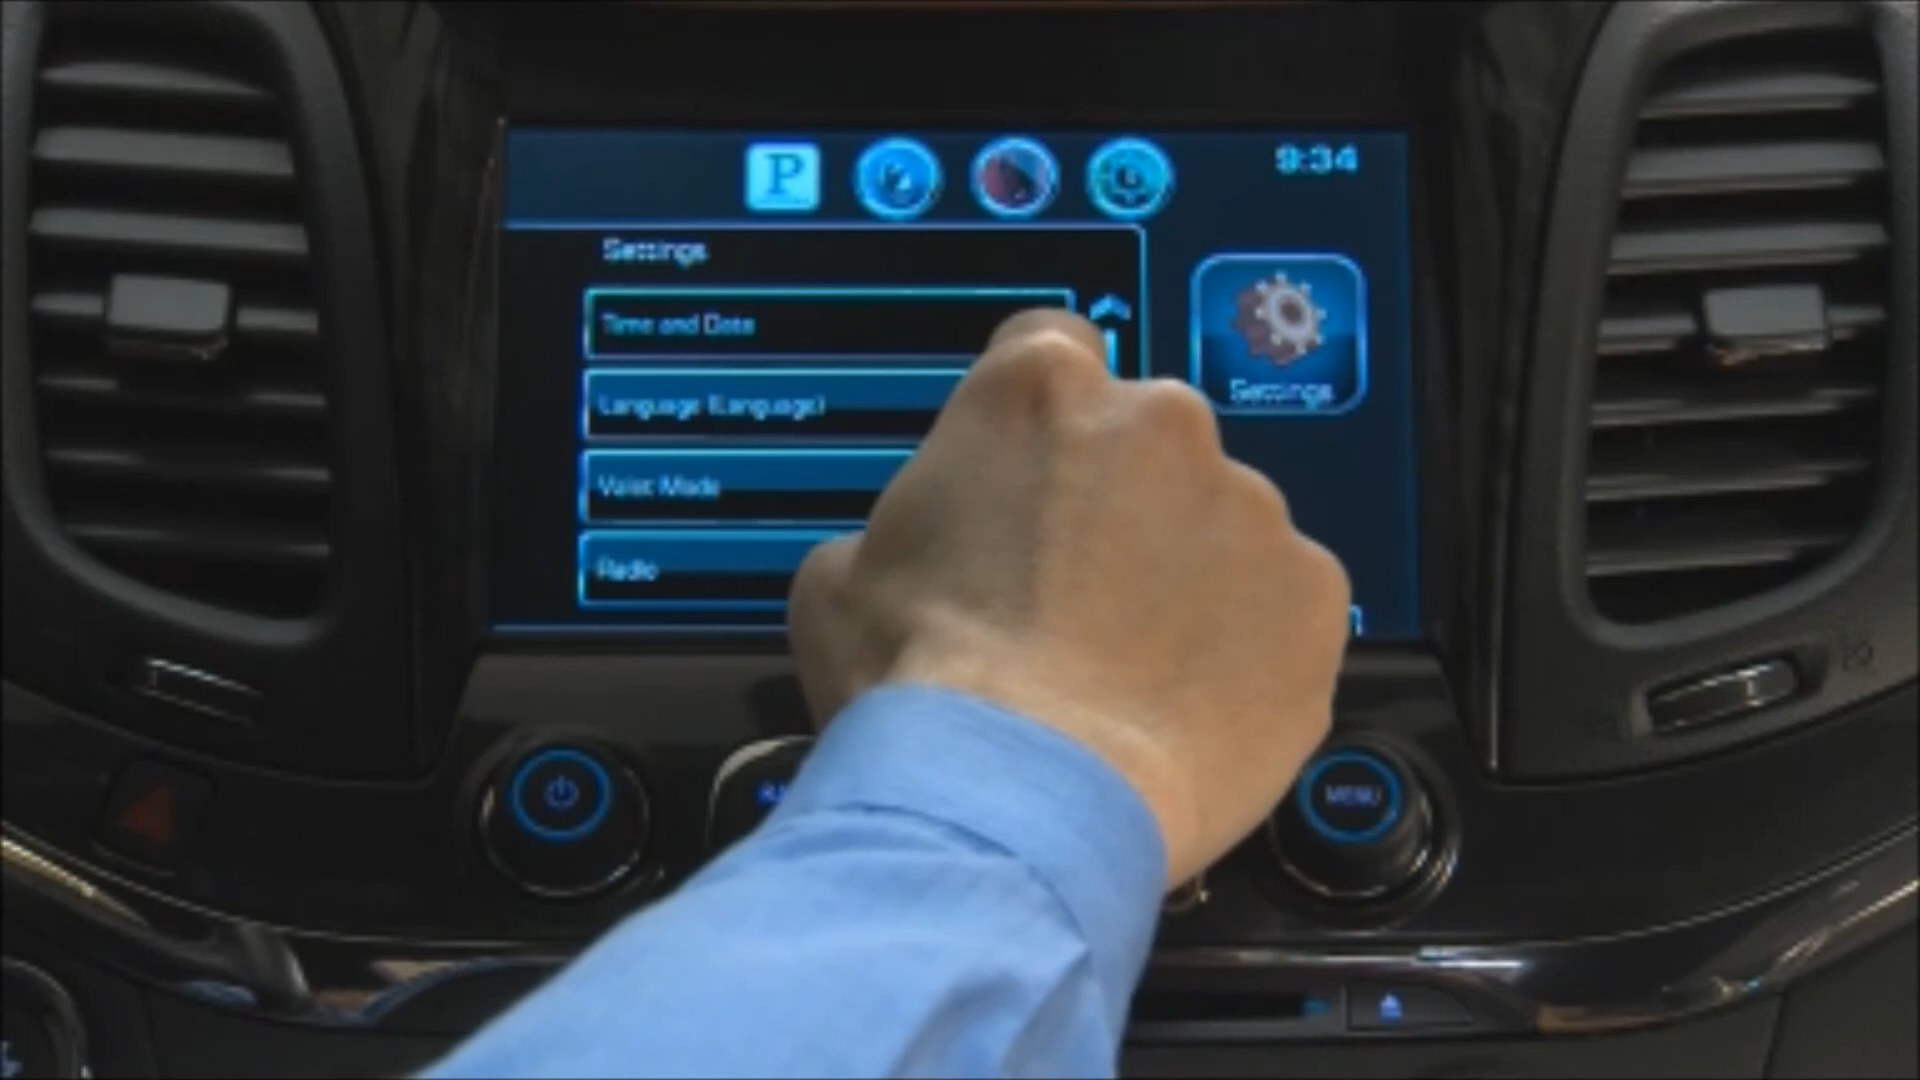 P
9:34
Settings
Time and Date
Language (Language)
Valet Mode
Radio
Settings
MENU